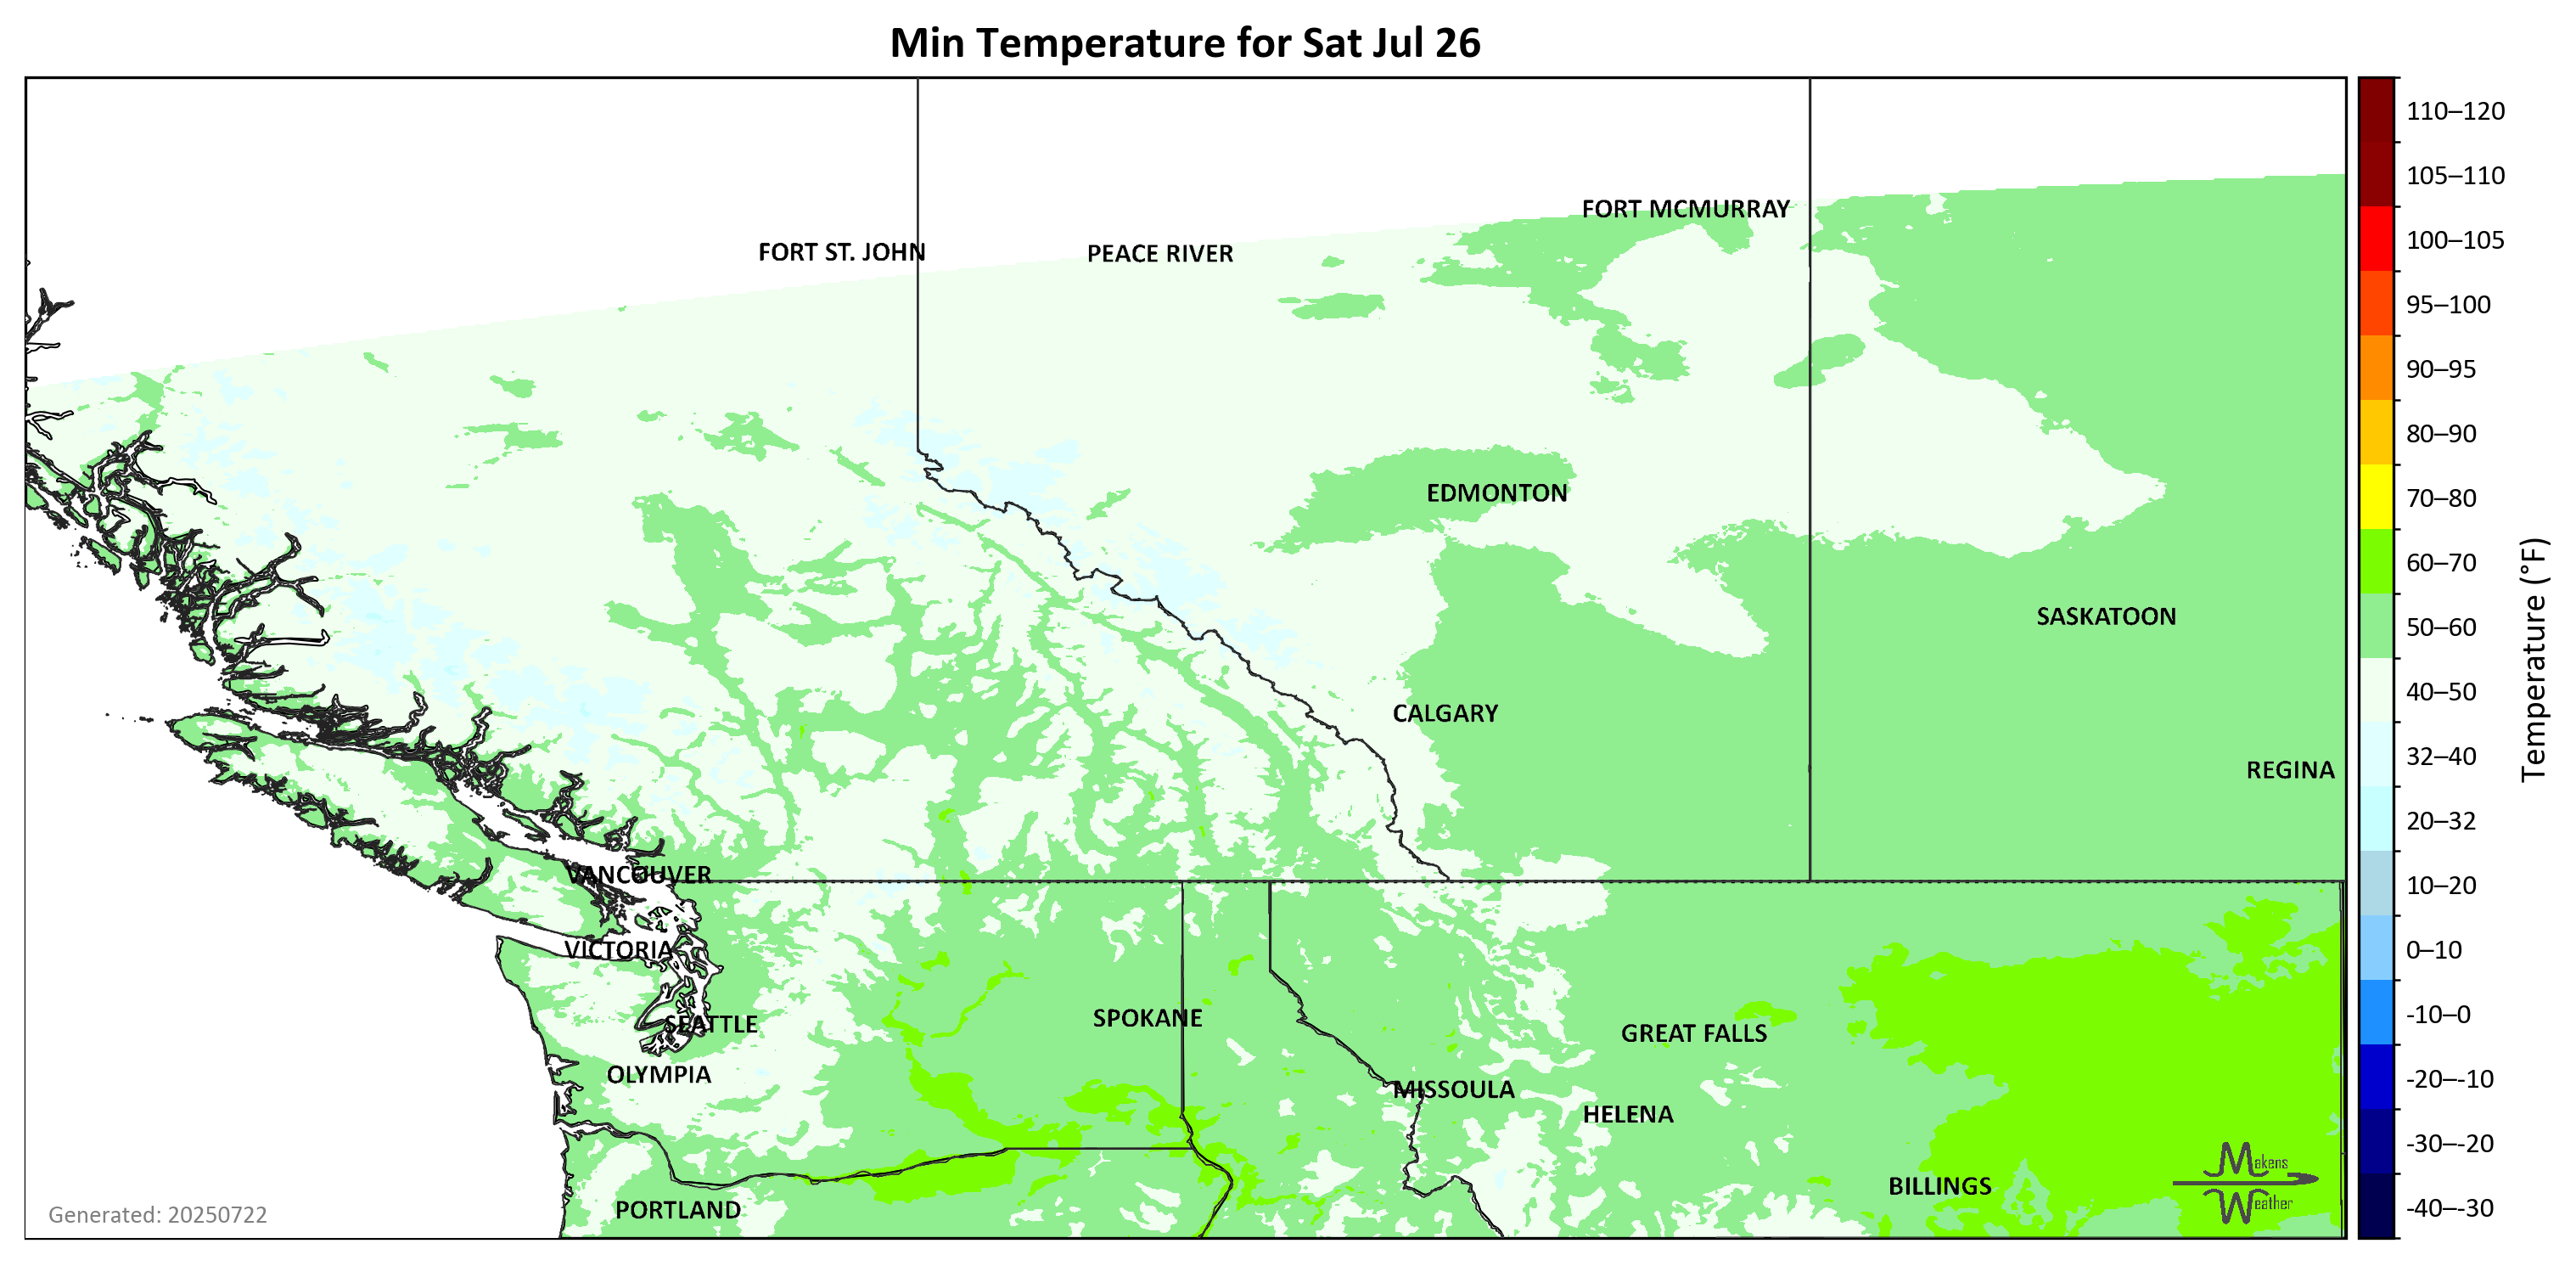 Min Temperature for Sat Jul 26
FORT MCMURRAY
FORT ST. JOHN
PEACE RIVER
EDMONTON
SASKATOON
CALGARY
REGINA
VANCOUVER
VICTORIA
SEATTLE
SPOKANE
GREAT FALLS
OLYMPIA
MISSOULA
HELENA
BILLINGS
PORTLAND
Makens
Weather
Generated: 20250722
110–120
105–110
100–105
95–100
90–95
80–90
70–80
60–70
50–60
40–50
32–40
20–32
10–20
0–10
-10–0
-20–-10
-30–-20
-40–-30
Temperature (°F)